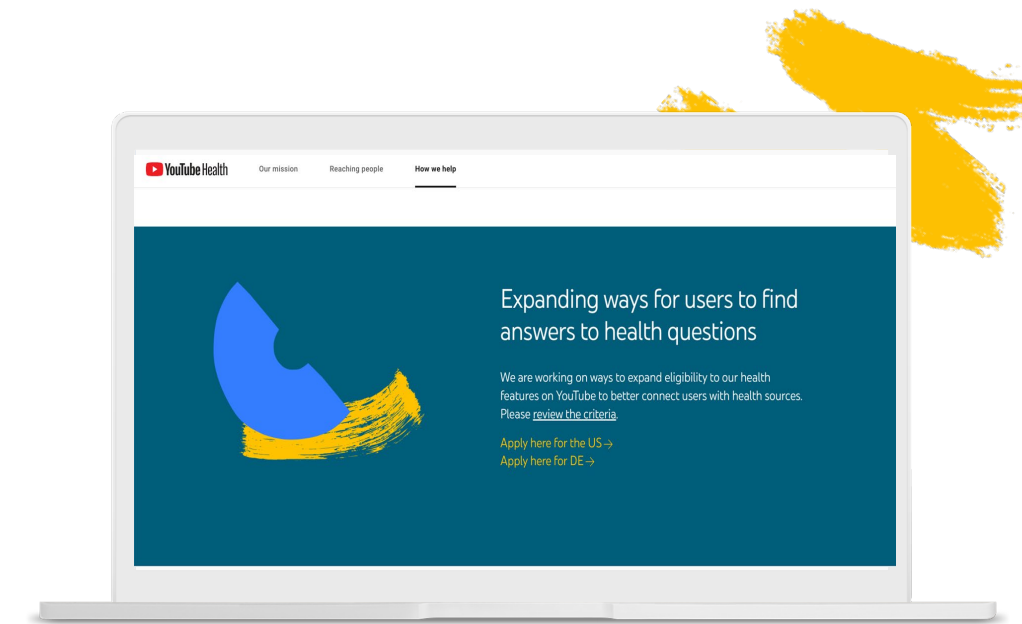 YouTube Health
Our mission
Reaching people
How we help
Expanding ways for users to find
answers to health questions
We are working on ways to expand eligibility to our health
features on YouTube to better connect users with health sources.
Please review the criteria.
Apply here for the US →
Apply here for DE →